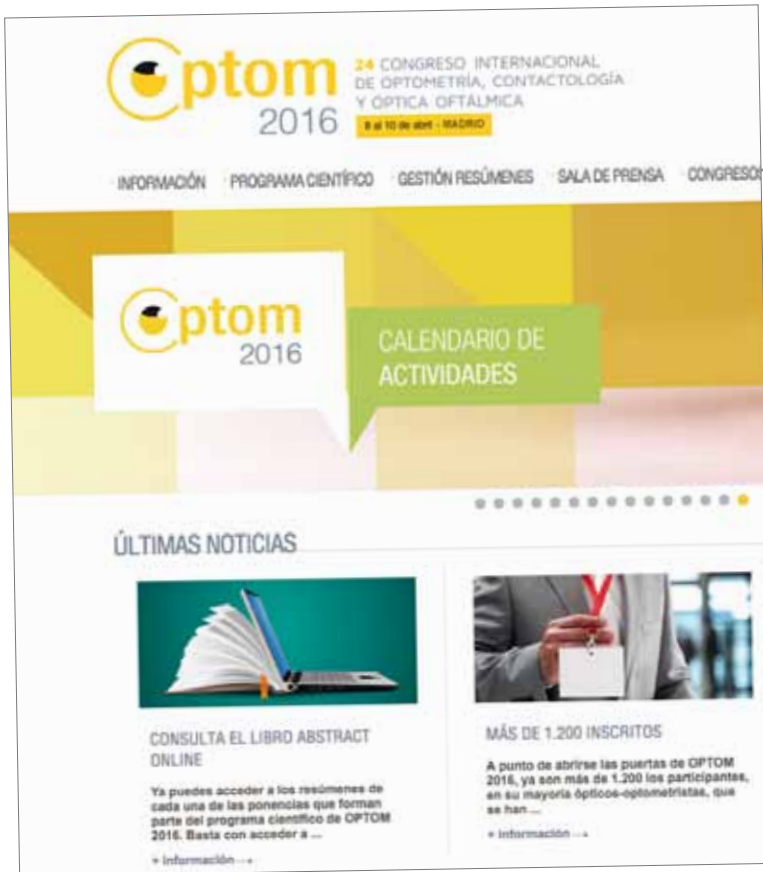 Optom
2016
24 CONGRESO INTERNACIONAL
DE OPTOMETRÍA, CONTACTOLOGÍA
Y ÓPTICA OFTÁLMICA
8 al 10 de abril - MADRID
INFORMACIÓN
PROGRAMA CIENTÍFICO
GESTIÓN RESÚMENES
SALA DE PRENSA
CONGRESOS
Optom
2016
CALENDARIO DE
ACTIVIDADES
ÚLTIMAS NOTICIAS
CONSULTA EL LIBRO ABSTRACT
ONLINE
Ya puedes acceder a los resúmenes de
cada una de las ponencias que forman
parte del programa científico de OPTOM
2016. Basta con acceder a ...
+ información
MÁS DE 1.200 INSCRITOS
A punto de abrirse las puertas de OPTOM
2016, ya son más de 1.200 los participantes,
en su mayoría ópticos-optometristas, que
se han ...
+ información